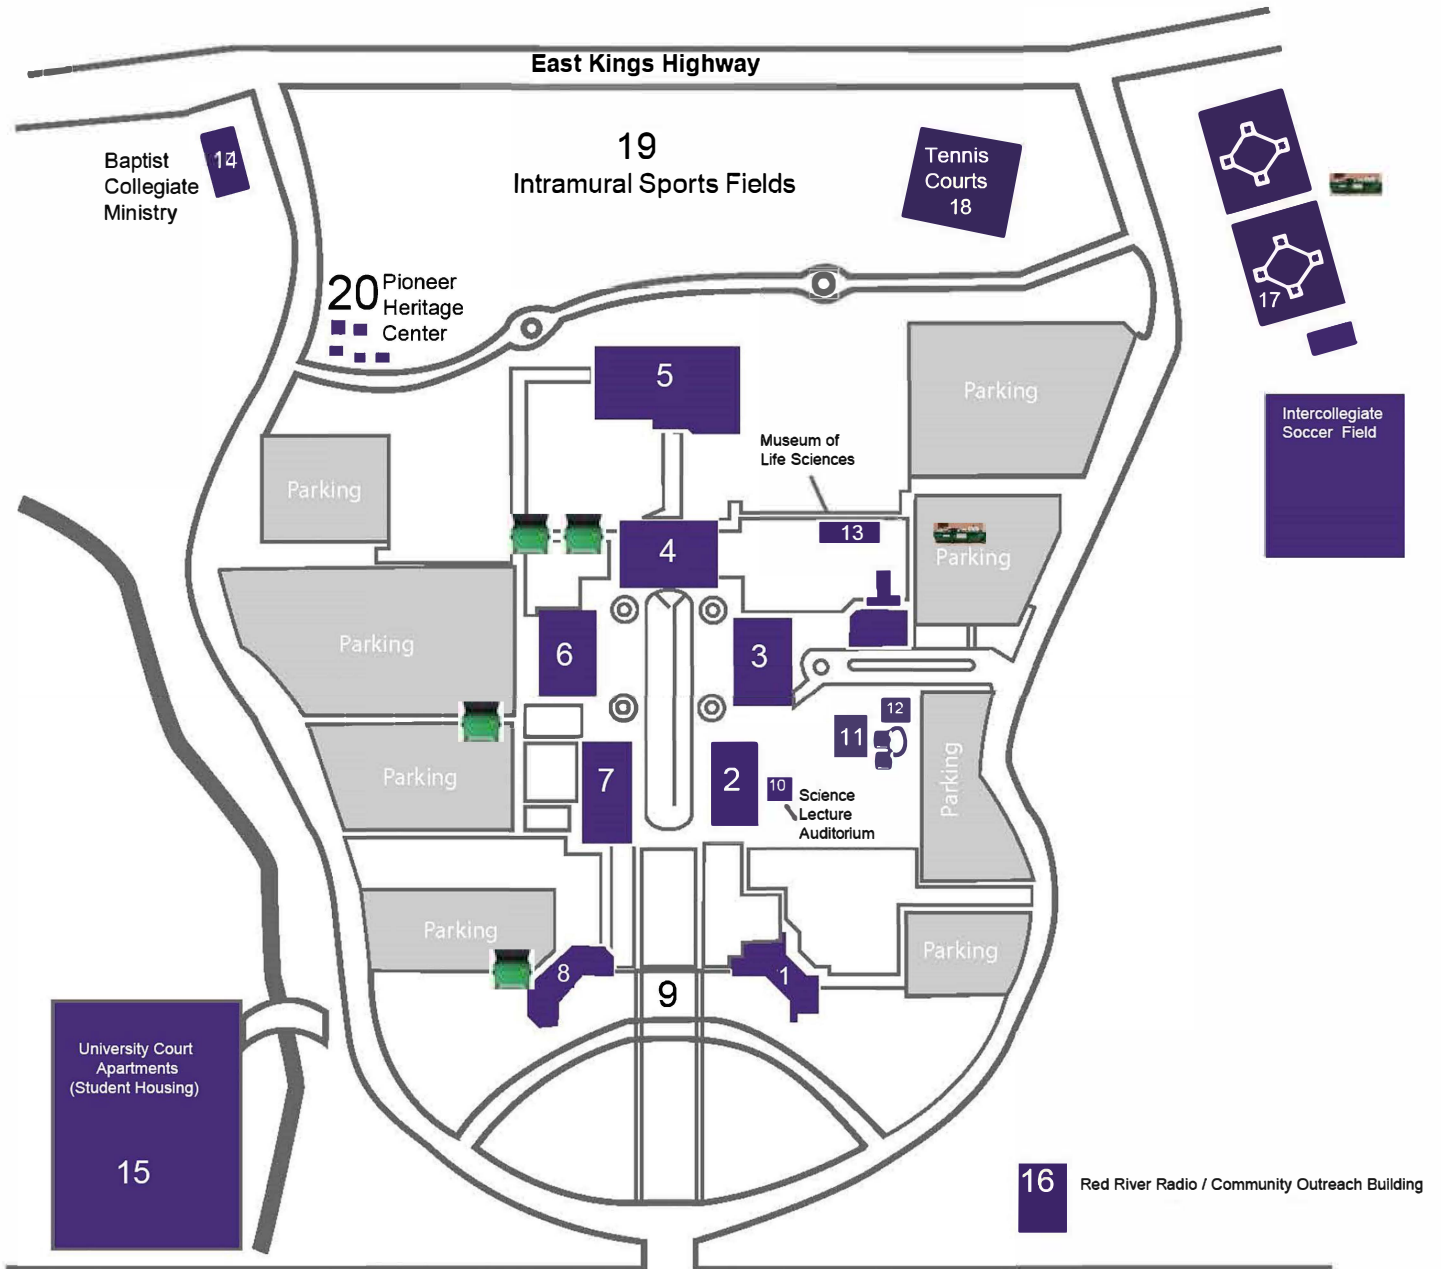 East Kings Highway
14
Baptist
Collegiate
Ministry
19
Intramural Sports Fields
Tennis
Courts
18
17
20
Pioneer
Heritage
Center
5
Parking
Intercollegiate
Soccer Field
Museum of
Life Sciences
Parking
4
13
Parking
Parking
6
3
12
11
Parking
7
2
10
Science
Lecture
Auditorium
Parking
Parking
8
9
1
Parking
University Court
Apartments
(Student Housing)
15
16
Red River Radio / Community Outreach Building